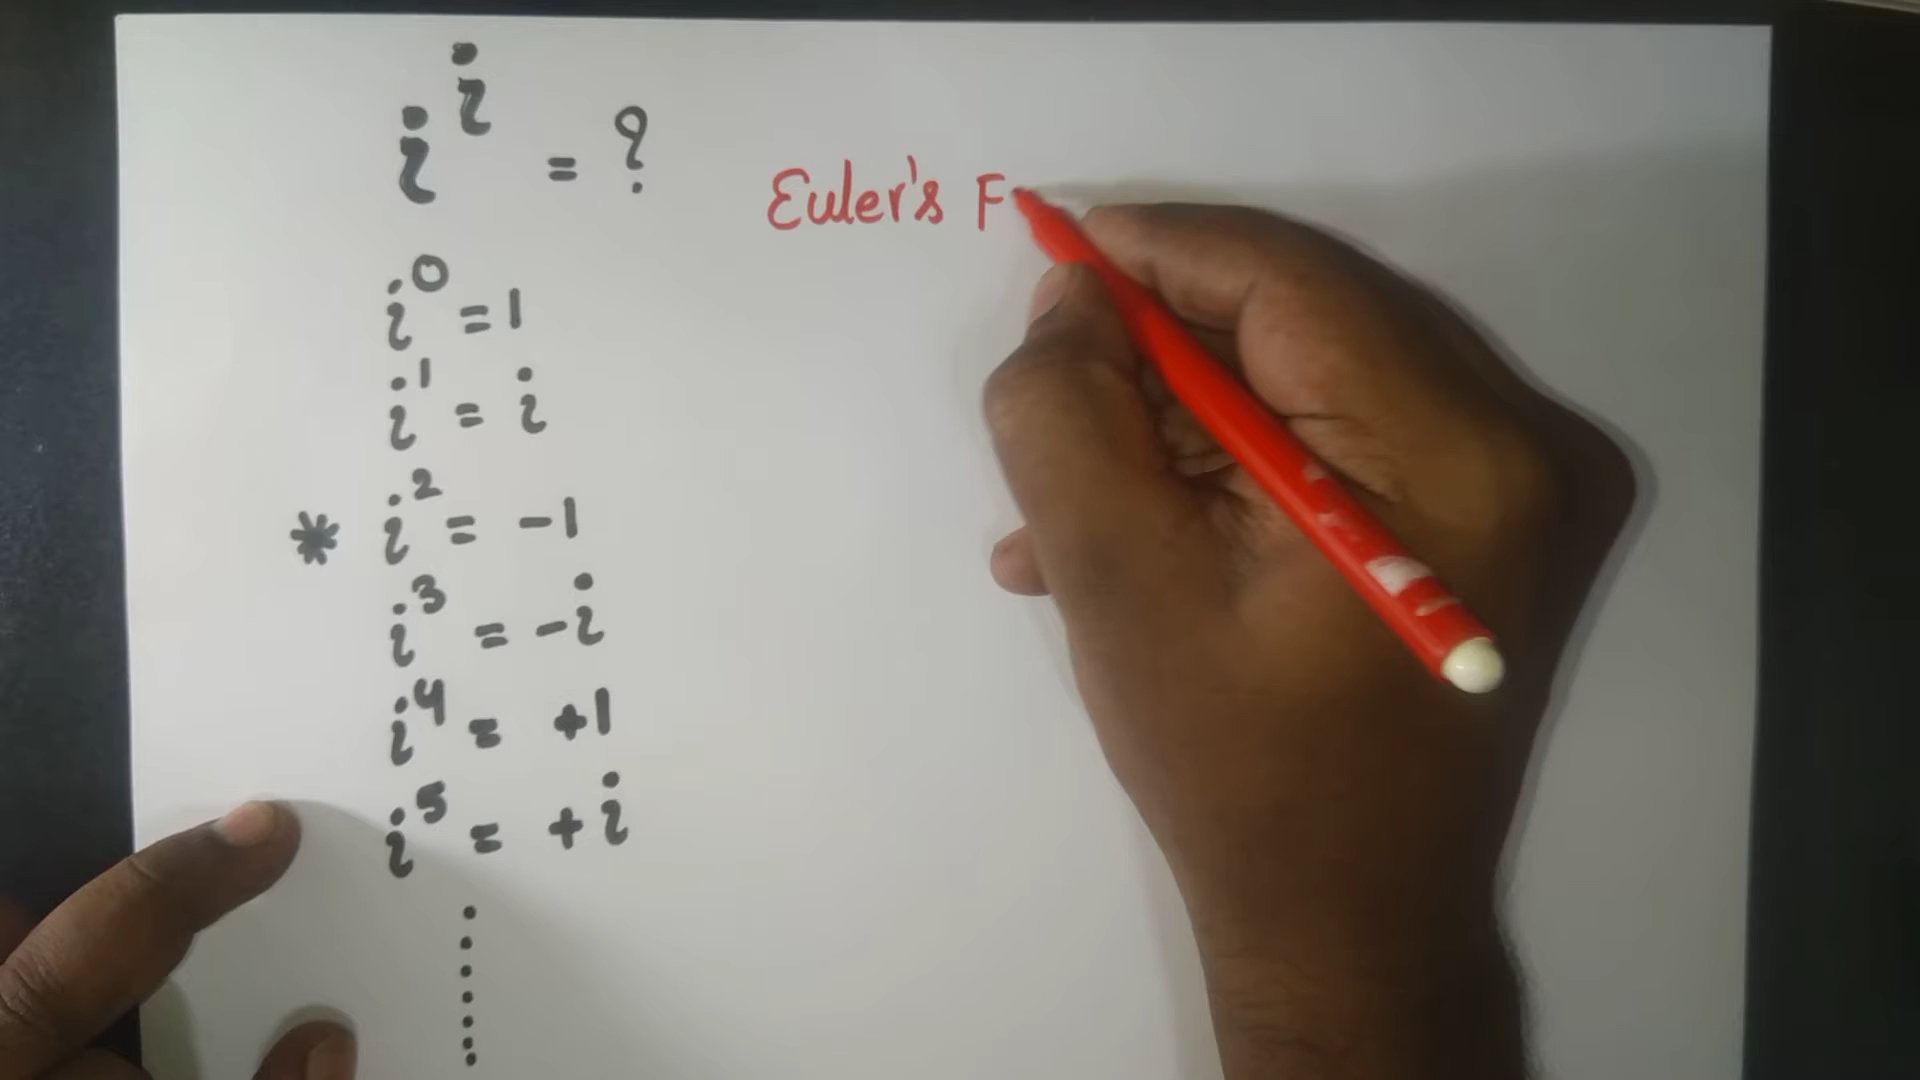 i^i = ?
Euler's F
i^0 = 1
i^1 = i
* i^2 = -1
i^3 = -i
i^4 = +1
i^5 = +i